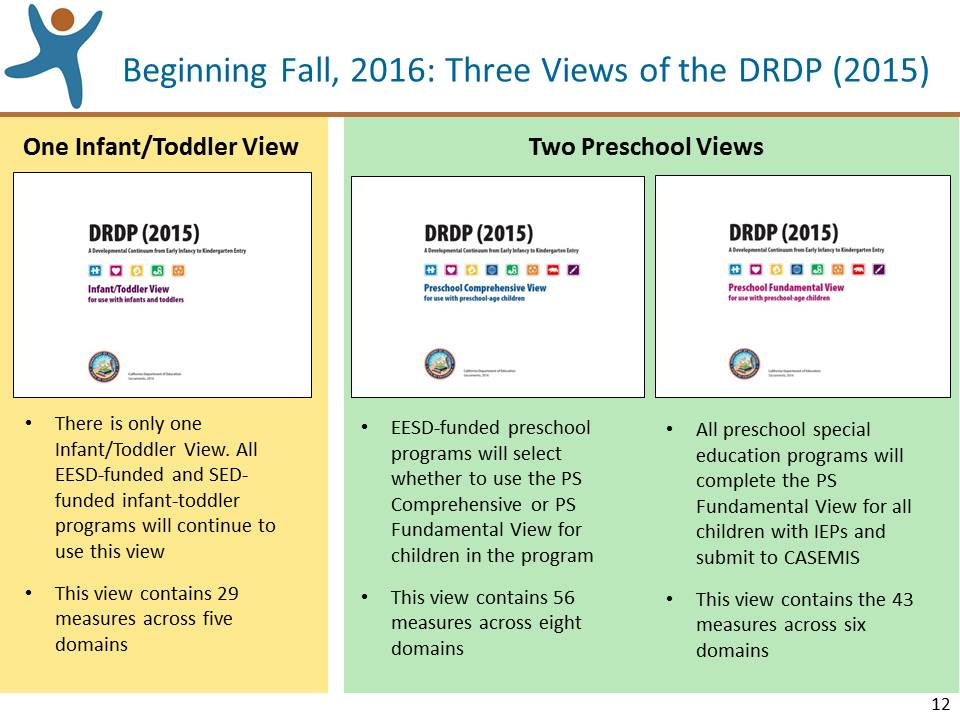 Beginning Fall, 2016: Three Views of the DRDP (2015)
One Infant/Toddler View
DRDP (2015)
A Developmental Continuum from Early Infancy to Kindergarten Entry
Infant/Toddler View
for use with infants and toddlers
California Department of Education
Sacramento, 2016
• There is only one
Infant/Toddler View. All
EESD-funded and SED-
funded infant-toddler
programs will continue to
use this view
• This view contains 29
measures across five
domains
Two Preschool Views
DRDP (2015)
A Developmental Continuum from Early Infancy to Kindergarten Entry
Preschool Comprehensive View
for use with preschool-age children
California Department of Education
Sacramento, 2016
• EESD-funded preschool
programs will select
whether to use the PS
Comprehensive or PS
Fundamental View for
children in the program
• This view contains 56
measures across eight
domains
DRDP (2015)
A Developmental Continuum from Early Infancy to Kindergarten Entry
Preschool Fundamental View
for use with preschool-age children
California Department of Education
Sacramento, 2016
• All preschool special
education programs will
complete the PS
Fundamental View for all
children with IEPs and
submit to CASEMIS
• This view contains the 43
measures across six
domains
12